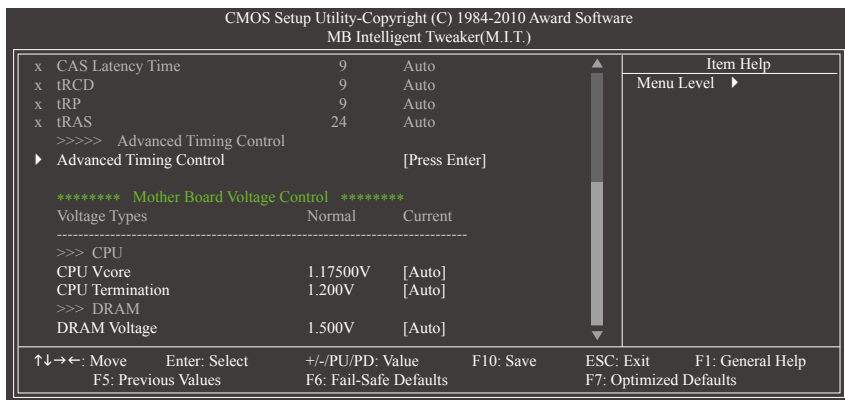 CMOS Setup Utility-Copyright (C) 1984-2010 Award Software
MB Intelligent Tweaker(M.I.T.)
x CAS Latency Time 9 Auto
x tRCD 9 Auto
x tRP 9 Auto
x tRAS 24 Auto
>>>>> Advanced Timing Control
Advanced Timing Control [Press Enter]
******** Mother Board Voltage Control ********
Voltage Types Normal Current
--------------------------------------------------------------------------------
>>> CPU
CPU Vcore 1.17500V [Auto]
CPU Termination 1.200V [Auto]
>>> DRAM
DRAM Voltage 1.500V [Auto]
Item Help
Menu Level
↑↓→←: Move Enter: Select +/-/PU/PD: Value F10: Save ESC: Exit F1: General Help
F5: Previous Values F6: Fail-Safe Defaults F7: Optimized Defaults